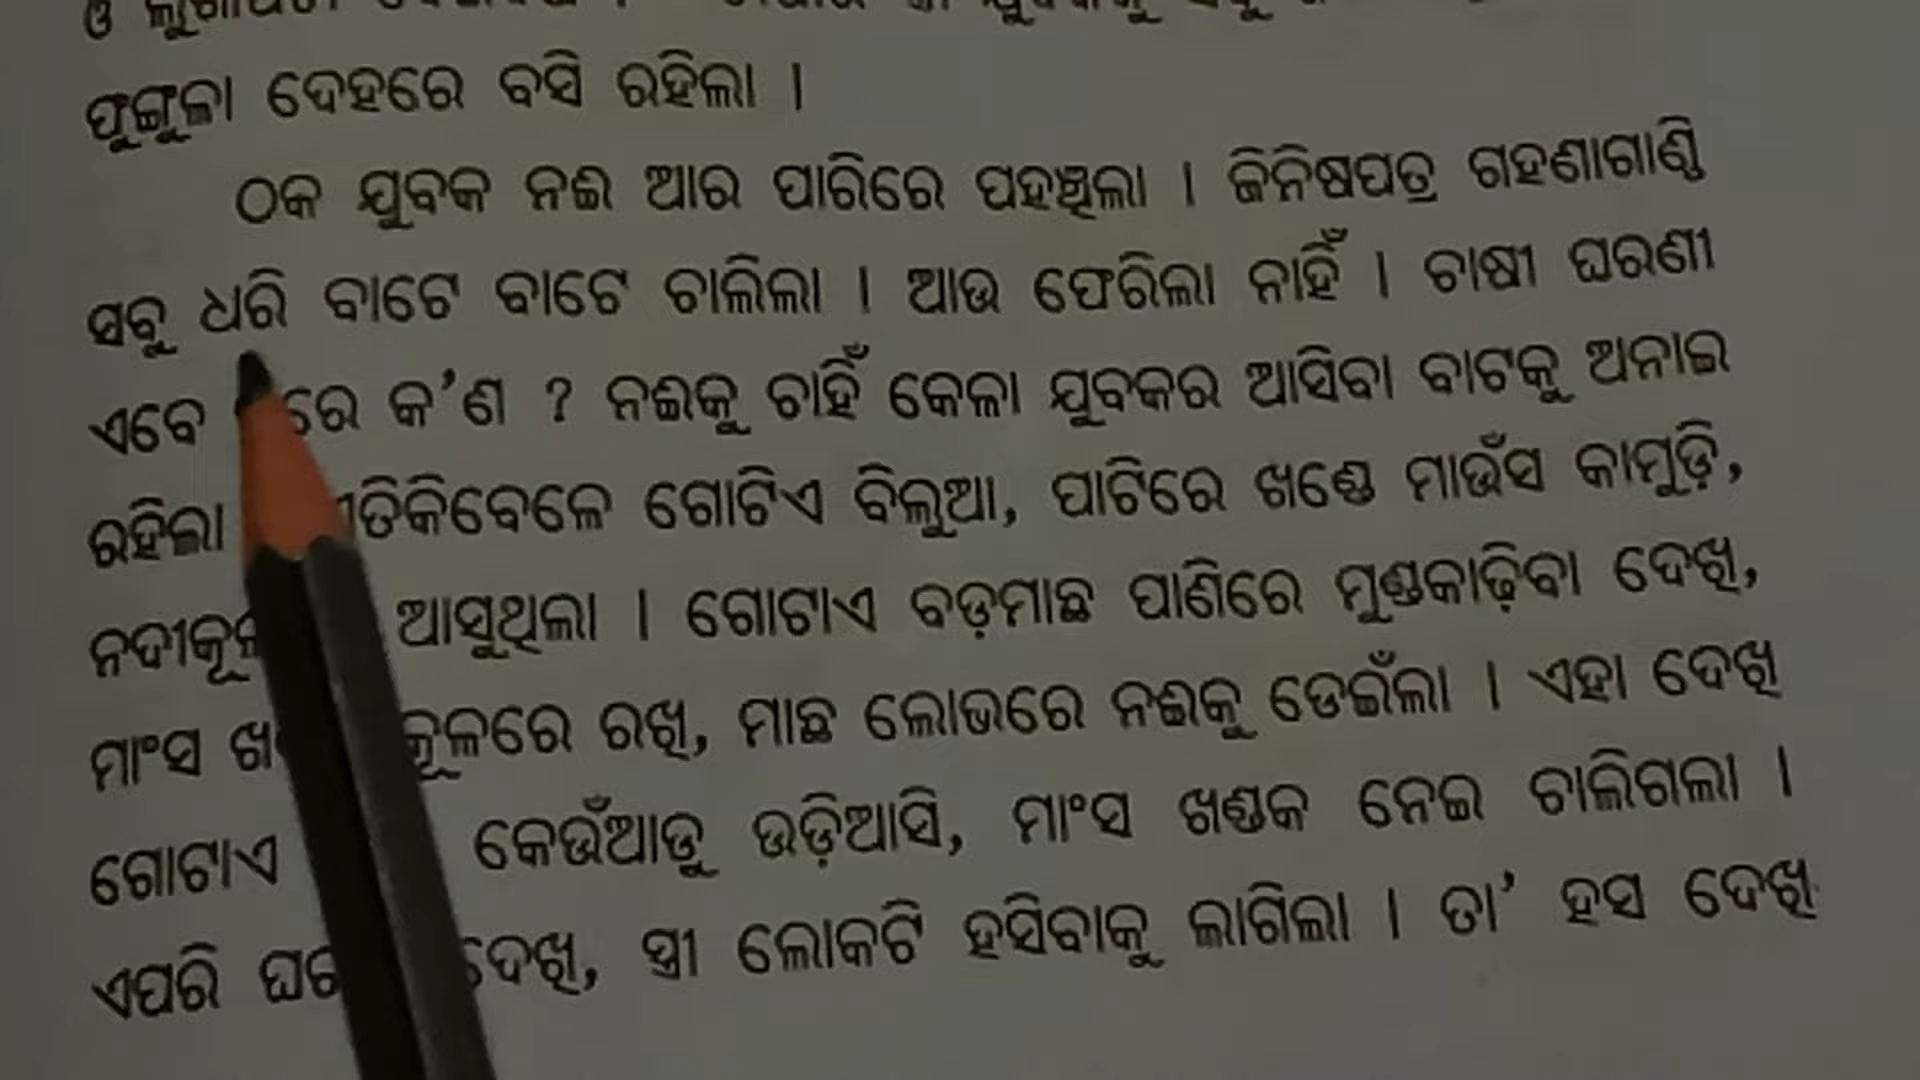 ଫୁଙ୍ଗୁଳା ଦେହରେ ବସି ରହିଲା ।
ଠକ ଯୁବକ ନଈ ଆର ପାରିରେ ପହଞ୍ଚିଲା । ଜିନିଷପତ୍ର ଗହଣାଗାଣ୍ଠି
ସବୁ ଧରି ବାଟେ ବାଟେ ଚାଲିଲା । ଆଉ ଫେରିଲା ନାହିଁ । ଚାଷୀ ଘରଣୀ
ଏବେ କ’ଣ ? ନଈକୁ ଚାହିଁ କେଳା ଯୁବକର ଆସିବା ବାଟକୁ ଅନାଇ
ରହିଲା ଗୋଟିଏ ବିଲୁଆ, ପାଟିରେ ଖଣ୍ଡେ ମାଉଁସ କାମୁଡ଼ି,
ଆସୁଥିଲା । ଗୋଟାଏ ବଡ଼ମାଛ ପାଣିରେ ମୁଣ୍ଡକାଢ଼ିବା ଦେଖି,
ମାଂସ କୂଳରେ ରଖି, ମାଛ ଲୋଭରେ ନଈକୁ ଡେଇଁଲା । ଏହା ଦେଖି
ଗୋଟାଏ କେଉଁଆଡୁ ଉଡ଼ିଆସି, ମାଂସ ଖଣ୍ଡକ ନେଇ ଚାଲିଗଲା ।
ଏପରି ଦେଖି, ସ୍ତ୍ରୀ ଲୋକଟି ହସିବାକୁ ଲାଗିଲା । ତା’ ହସ ଦେଖି